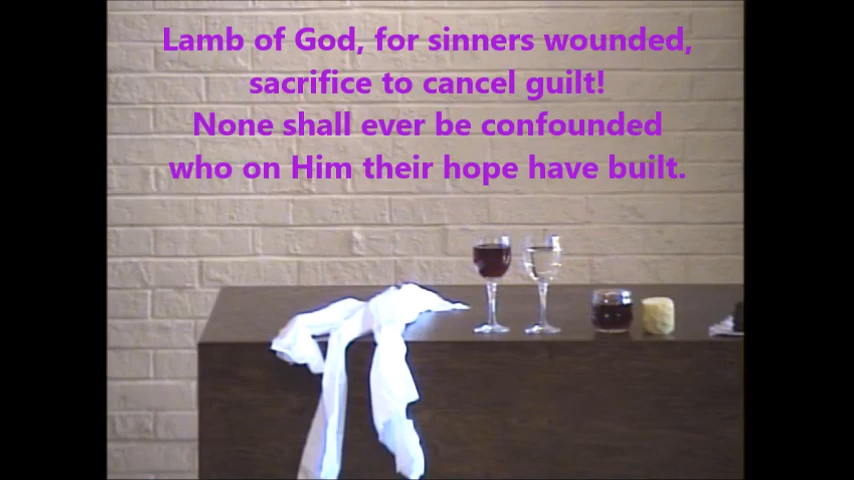 Lamb of God, for sinners wounded,
sacrifice to cancel guilt!
None shall ever be confounded
who on Him their hope have built.